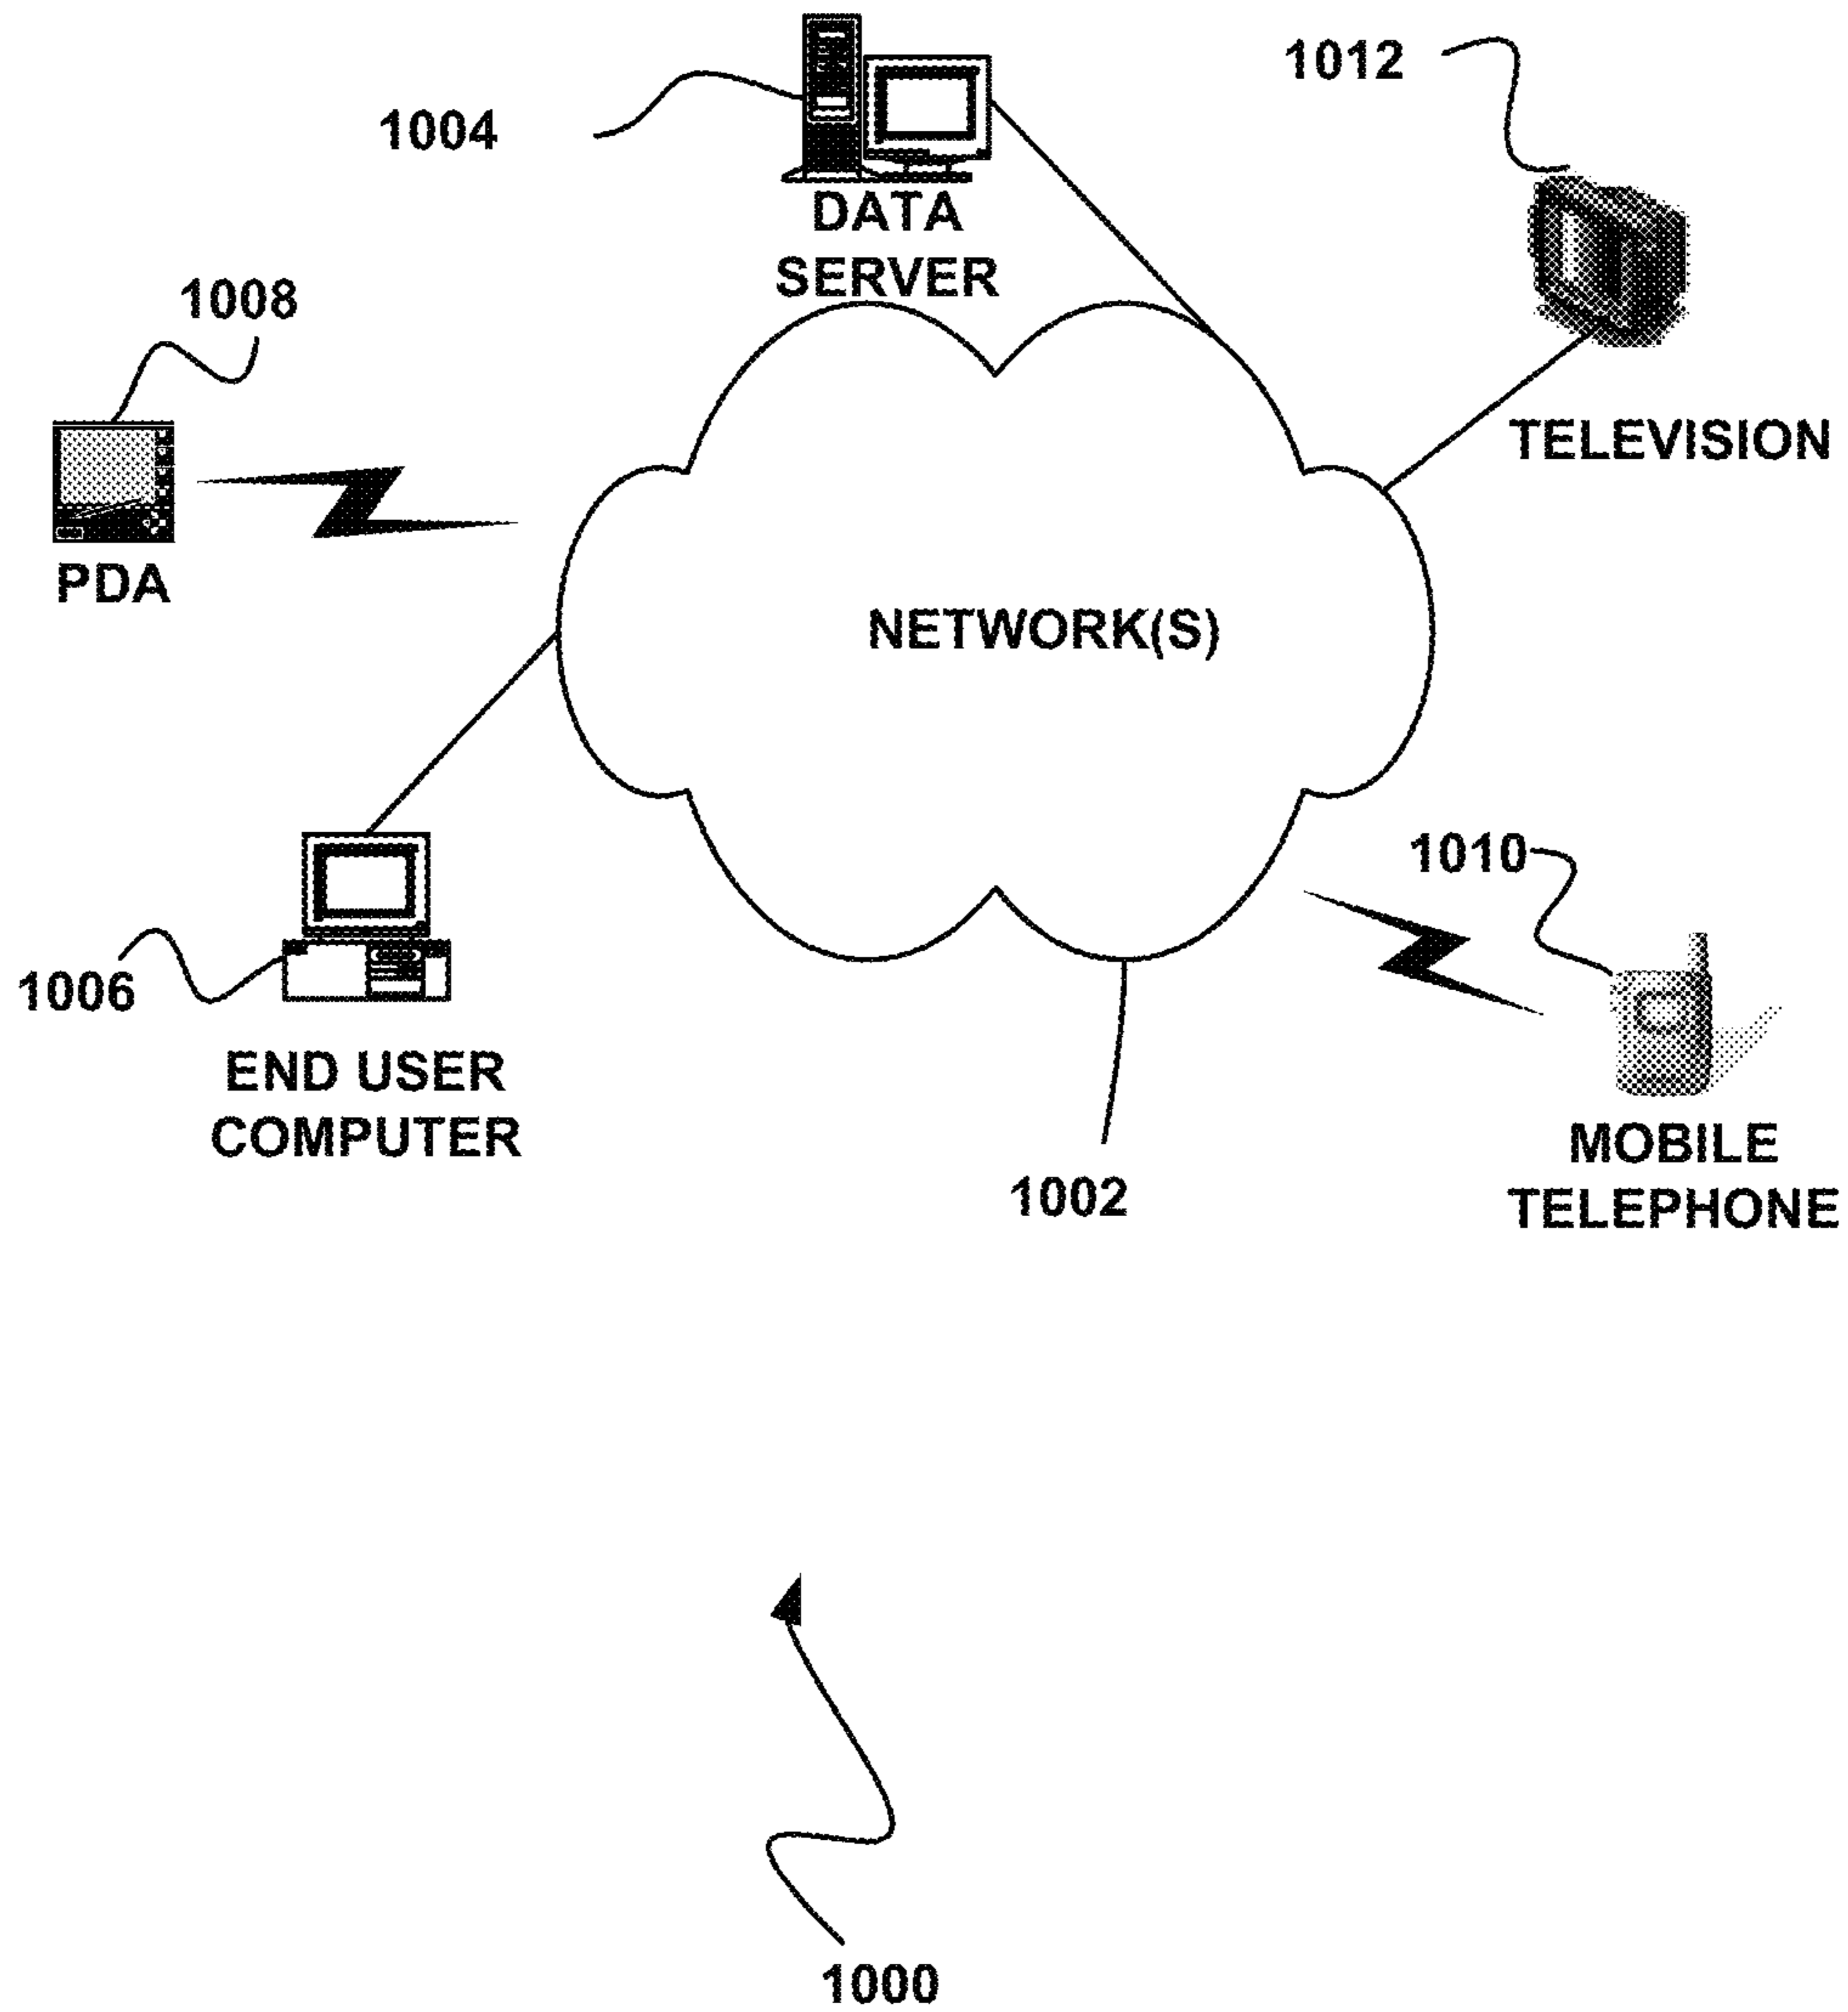 1012
1004
DATA
SERVER
1008
TELEVISION
PDA
NETWORK(S)
1010
1006
END USER
COMPUTER
MOBILE
TELEPHONE
1002
1000